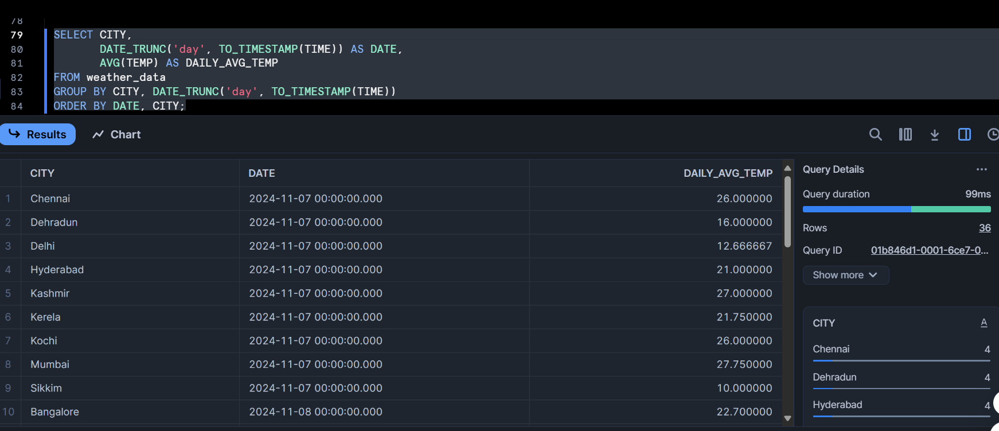 78
79 SELECT CITY,
80 DATE_TRUNC('day', TO_TIMESTAMP(TIME)) AS DATE,
81 AVG(TEMP) AS DAILY_AVG_TEMP
82 FROM weather_data
83 GROUP BY CITY, DATE_TRUNC('day', TO_TIMESTAMP(TIME))
84 ORDER BY DATE, CITY;
Results Chart
CITY DATE DAILY_AVG_TEMP
1 Chennai 2024-11-07 00:00:00.000 26.000000
2 Dehradun 2024-11-07 00:00:00.000 16.000000
3 Delhi 2024-11-07 00:00:00.000 12.666667
4 Hyderabad 2024-11-07 00:00:00.000 21.000000
5 Kashmir 2024-11-07 00:00:00.000 27.000000
6 Kerela 2024-11-07 00:00:00.000 21.750000
7 Kochi 2024-11-07 00:00:00.000 26.000000
8 Mumbai 2024-11-07 00:00:00.000 27.750000
9 Sikkim 2024-11-07 00:00:00.000 10.000000
10 Bangalore 2024-11-08 00:00:00.000 22.700000
Query Details ...
Query duration 99ms
Rows 36
Query ID 01b846d1-0001-6ce7-0...
Show more
CITY A
Chennai 4
Dehradun 4
Hyderabad 4